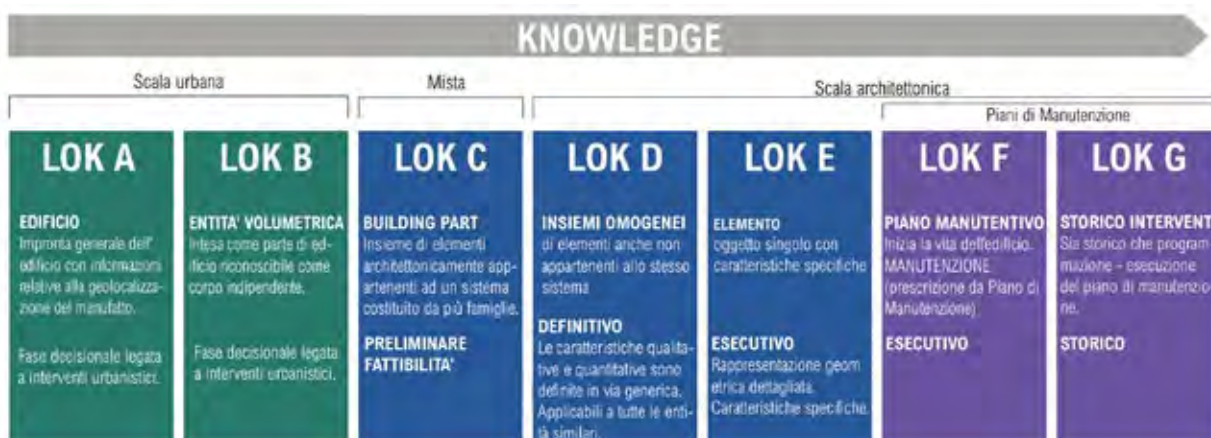 KNOWLEDGE
Scala urbana
Mista
Scala architettonica
Piani di Manutenzione
LOK A
EDIFICIO
Impronta generale dell'
edificio con informazioni
relative alla geolocalizza-
zione del manufatto.
Fase decisionale legata
a interventi urbanistici.
LOK B
ENTITA' VOLUMETRICA
Intesa come parte di ed-
ificio riconoscibile come
corpo indipendente.
Fase decisionale legata
a interventi urbanistici.
LOK C
BUILDING PART
Insieme di elementi
architettonicamente app-
artenenti ad un sistema
costituito da più famiglie.
PRELIMINARE
FATTIBILITA'
LOK D
INSIEMI OMOGENEI
di elementi anche non
appartenenti allo stesso
sistema
DEFINITIVO
Le caratteristiche qualita-
tive e quantitative sono
definite in via generica.
Applicabili a tutte le enti-
tà similari.
LOK E
ELEMENTO
oggetto singolo con
caratteristiche specifiche
ESECUTIVO
Rappresentazione geom
etrica dettagliata.
Caratteristiche specifiche.
LOK F
PIANO MANUTENTIVO
Inizia la vita dell'edificio.
MANUTENZIONE
(prescrizione da Piano di
Manutenzione)
ESECUTIVO
LOK G
STORICO INTERVENT
Sia storico che program
mazione - esecuzione
del piano di manutenzio
ne.
STORICO